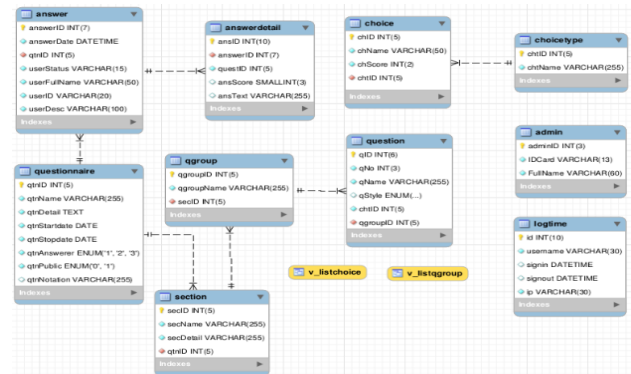 answer
answerID INT(7)
answerDate DATETIME
qtnID INT(5)
userStatus VARCHAR(15)
userFullName VARCHAR(50)
userID VARCHAR(20)
userDesc VARCHAR(100)
Indexes
answerdetail
ansID INT(10)
answerID INT(7)
questID INT(5)
ansScore SMALLINT(3)
ansText VARCHAR(255)
Indexes
choice
chID INT(5)
chName VARCHAR(50)
chScore INT(2)
chtID INT(5)
Indexes
choicetype
chtID INT(5)
chtName VARCHAR(255)
Indexes
questionnaire
qtnID INT(5)
qtnName VARCHAR(255)
qtnDetail TEXT
qtnStartdate DATE
qtnStopdate DATE
qtnAnswerer ENUM('1', '2', '3')
qtnPublic ENUM('0', '1')
qtnNotation VARCHAR(255)
Indexes
qgroup
qgroupID INT(5)
qgroupName VARCHAR(255)
secID INT(5)
Indexes
question
qID INT(6)
qNo INT(3)
qName VARCHAR(255)
qStyle ENUM(...)
chtID INT(5)
qgroupID INT(5)
Indexes
admin
adminID INT(3)
IDCard VARCHAR(13)
FullName VARCHAR(60)
Indexes
logtime
id INT(10)
username VARCHAR(30)
signin DATETIME
signout DATETIME
ip VARCHAR(30)
Indexes
v_listchoice
v_listqgroup
section
secID INT(5)
secName VARCHAR(255)
secDetail VARCHAR(255)
qtnID INT(5)
Indexes